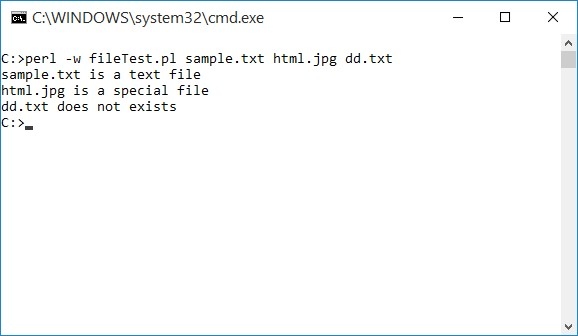 C:\WINDOWS\system32\cmd.exe
C:>perl -w fileTest.pl sample.txt html.jpg dd.txt
sample.txt is a text file
html.jpg is a special file
dd.txt does not exists
C:>